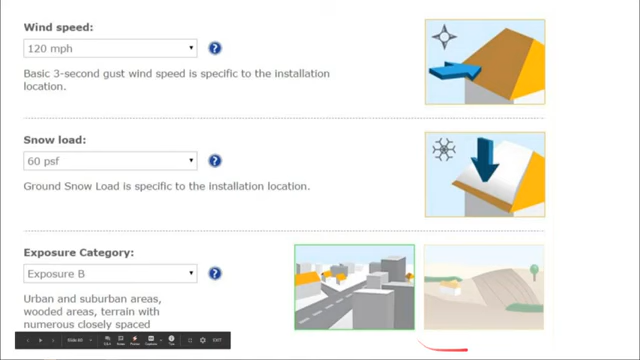 Wind speed:
120 mph
?
Basic 3-second gust wind speed is specific to the installation
location.
Snow load:
60 psf
?
Ground Snow Load is specific to the installation location.
Exposure Category:
Exposure B
?
Urban and suburban areas,
wooded areas, terrain with
numerous closely spaced
Slide 60
EXIT